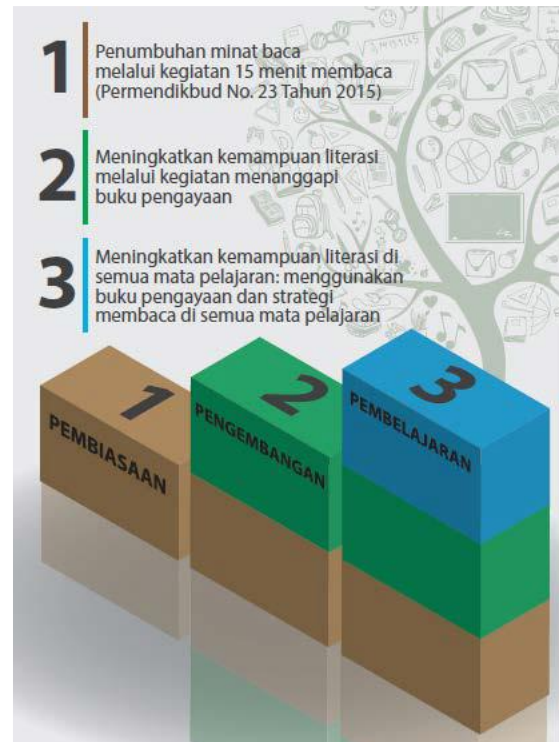 1
Penumbuhan minat baca
melalui kegiatan 15 menit membaca
(Permendikbud No. 23 Tahun 2015)
2
Meningkatkan kemampuan literasi
melalui kegiatan menanggapi
buku pengayaan
3
Meningkatkan kemampuan literasi di
semua mata pelajaran: menggunakan
buku pengayaan dan strategi
membaca di semua mata pelajaran
1
PEMBIASAAN
2
PENGEMBANGAN
3
PEMBELAJARAN